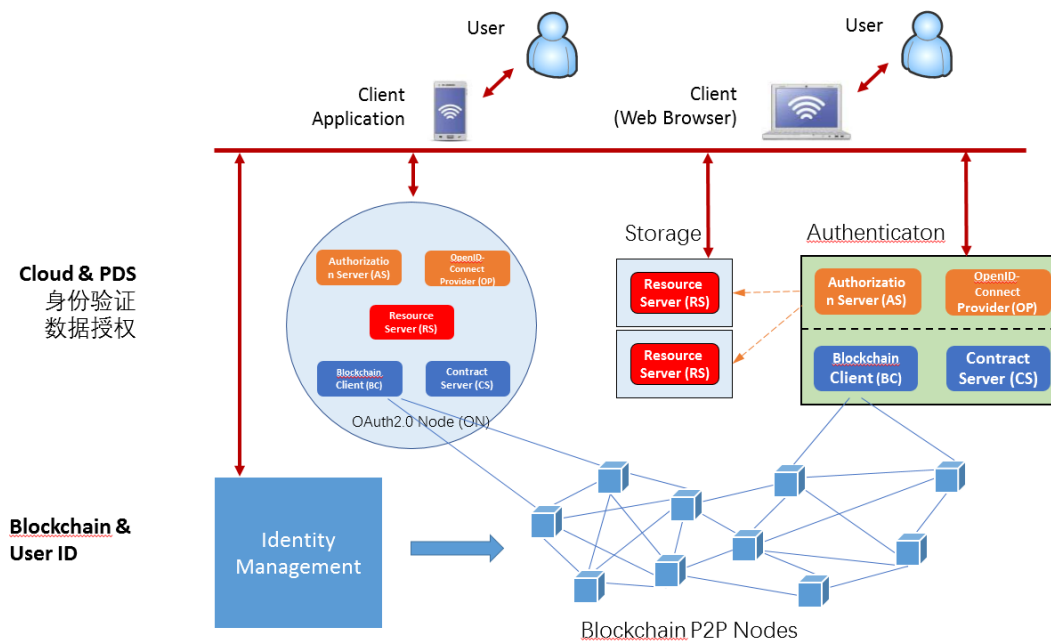 User
User
Client
Application
Client
(Web Browser)
Storage
Authenticaton
Cloud & PDS
身份验证
数据授权
Authorizatio
n Server (AS)
OpenID-
Connect
Provider (OP)
Resource
Server (RS)
Blockchain
Client (BC)
Contract
Server (CS)
OAuth2.0 Node (ON)
Resource
Server (RS)
Resource
Server (RS)
Authorizatio
n Server (AS)
OpenID-
Connect
Provider (OP)
Blockchain
Client (BC)
Contract
Server (CS)
Blockchain &
User ID
Identity
Management
Blockchain P2P Nodes